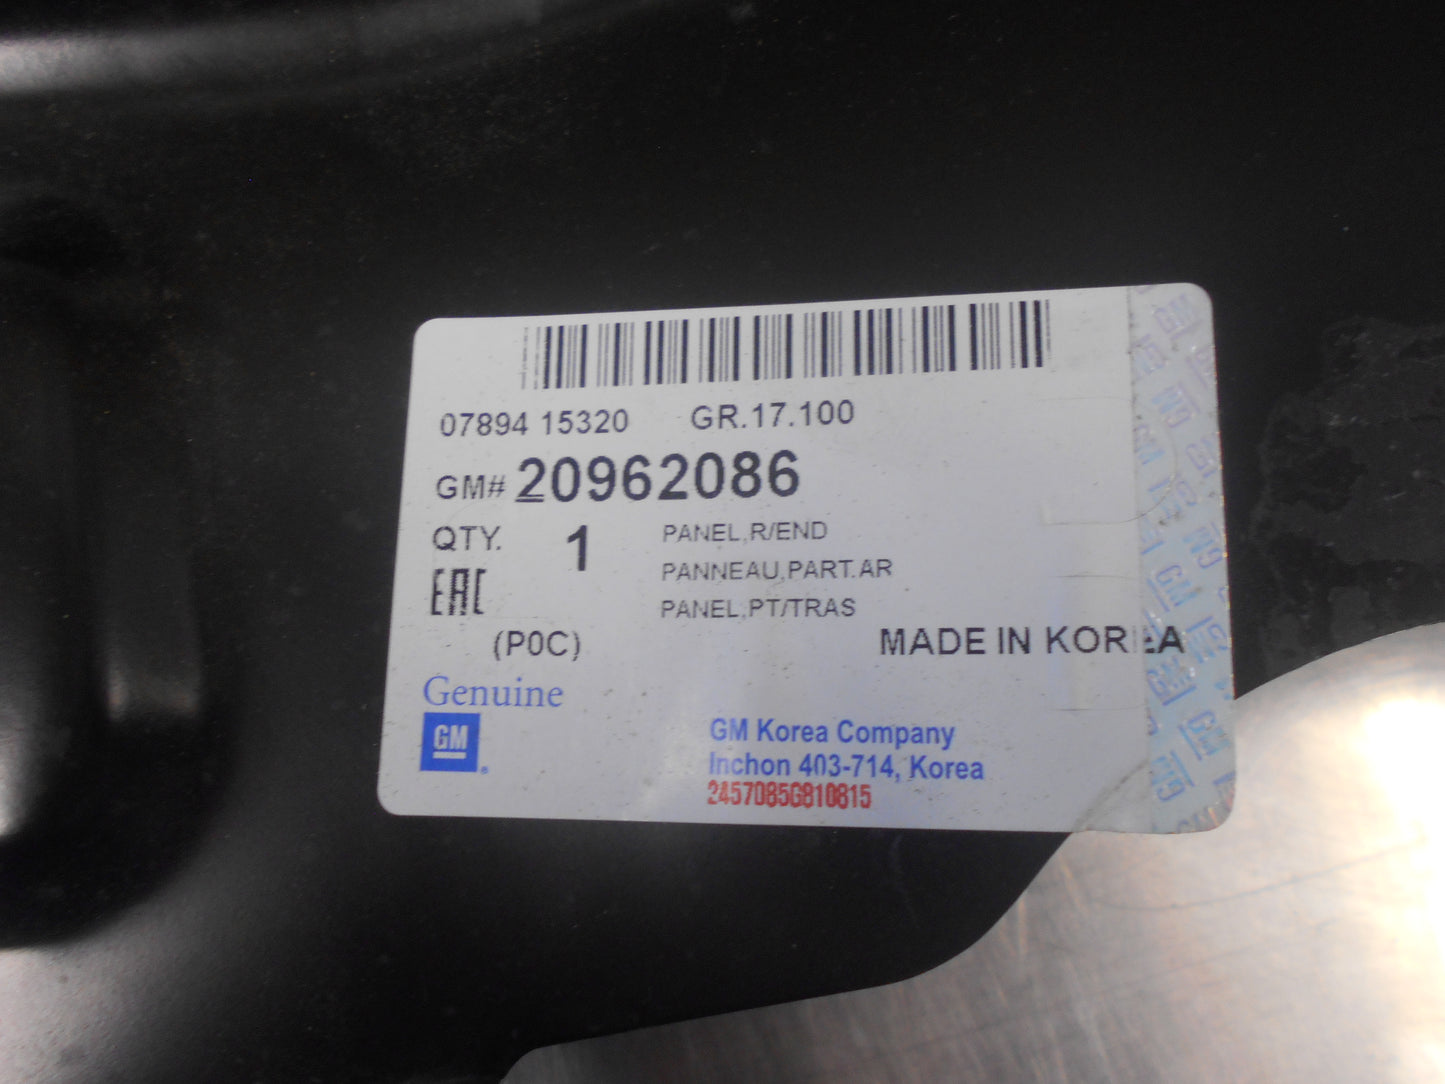 07894 15320 GR.17.100
GM# 20962086
QTY. 1 PANEL,R/END
PANNEAU,PART.AR
EAC
PANEL,PT/TRAS
(P0C) MADE IN KOREA
Genuine
GM
GM Korea Company
Inchon 403-714, Korea
2457085G810815